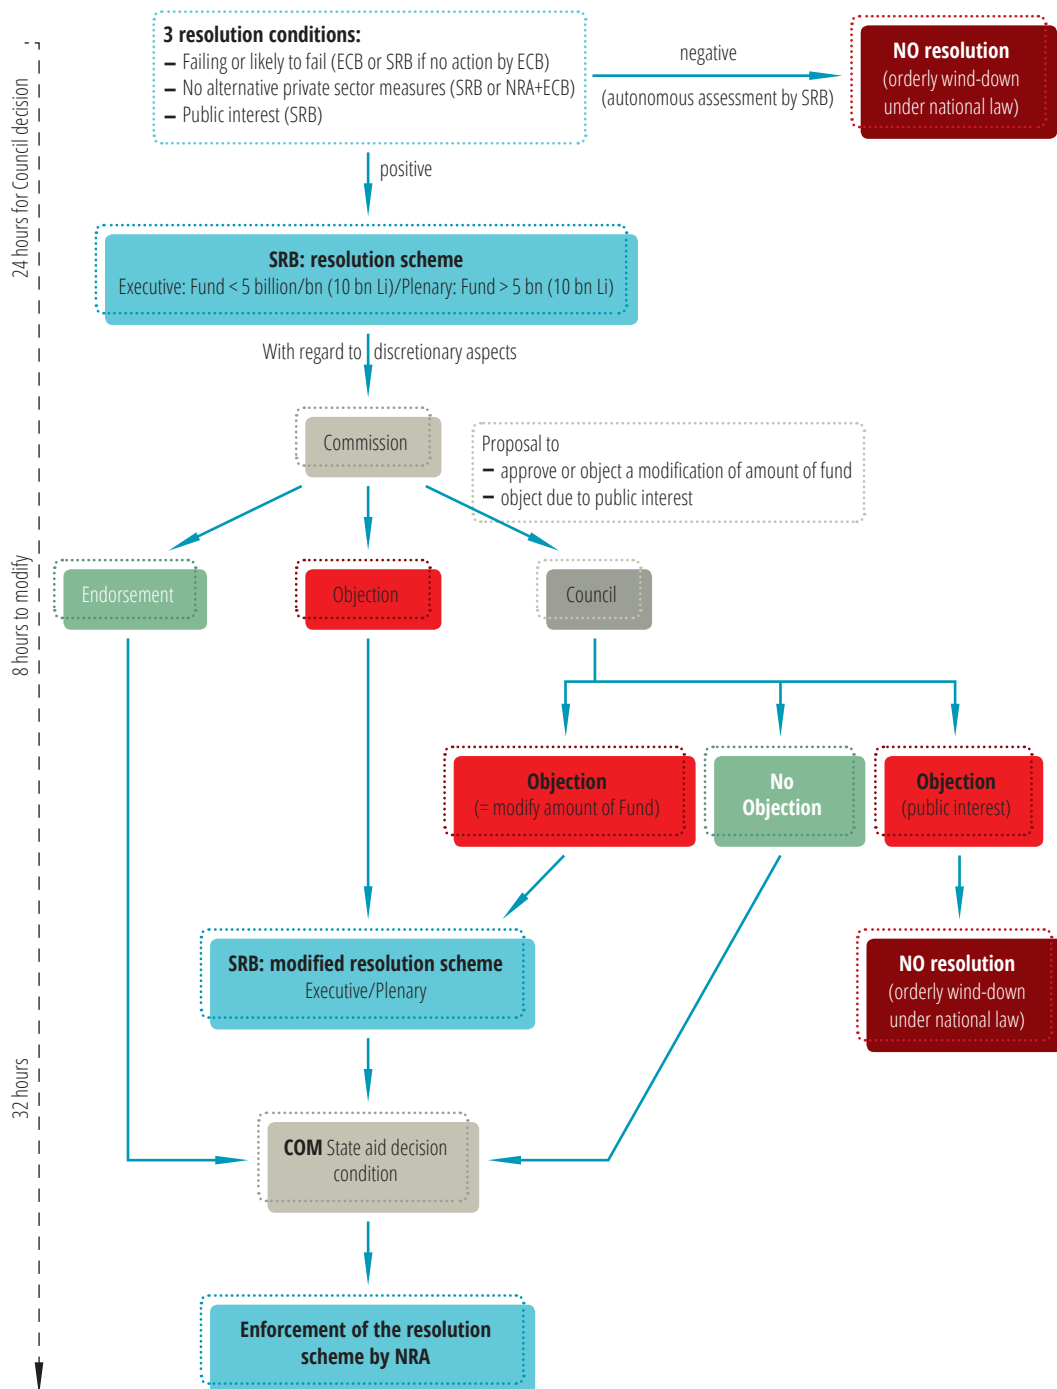 3 resolution conditions:
– Failing or likely to fail (ECB or SRB if no action by ECB)
– No alternative private sector measures (SRB or NRA+ECB)
– Public interest (SRB)
negative
(autonomous assessment by SRB)
NO resolution
(orderly wind-down
under national law)
24 hours for Council decision
positive
SRB: resolution scheme
Executive: Fund < 5 billion/bn (10 bn Li)/Plenary: Fund > 5 bn (10 bn Li)
With regard to discretionary aspects
Commission
Proposal to
– approve or object a modification of amount of fund
– object due to public interest
8 hours to modify
Endorsement
Objection
Council
Objection
(= modify amount of Fund)
No
Objection
Objection
(public interest)
SRB: modified resolution scheme
Executive/Plenary
NO resolution
(orderly wind-down
under national law)
32 hours
COM State aid decision
condition
Enforcement of the resolution
scheme by NRA